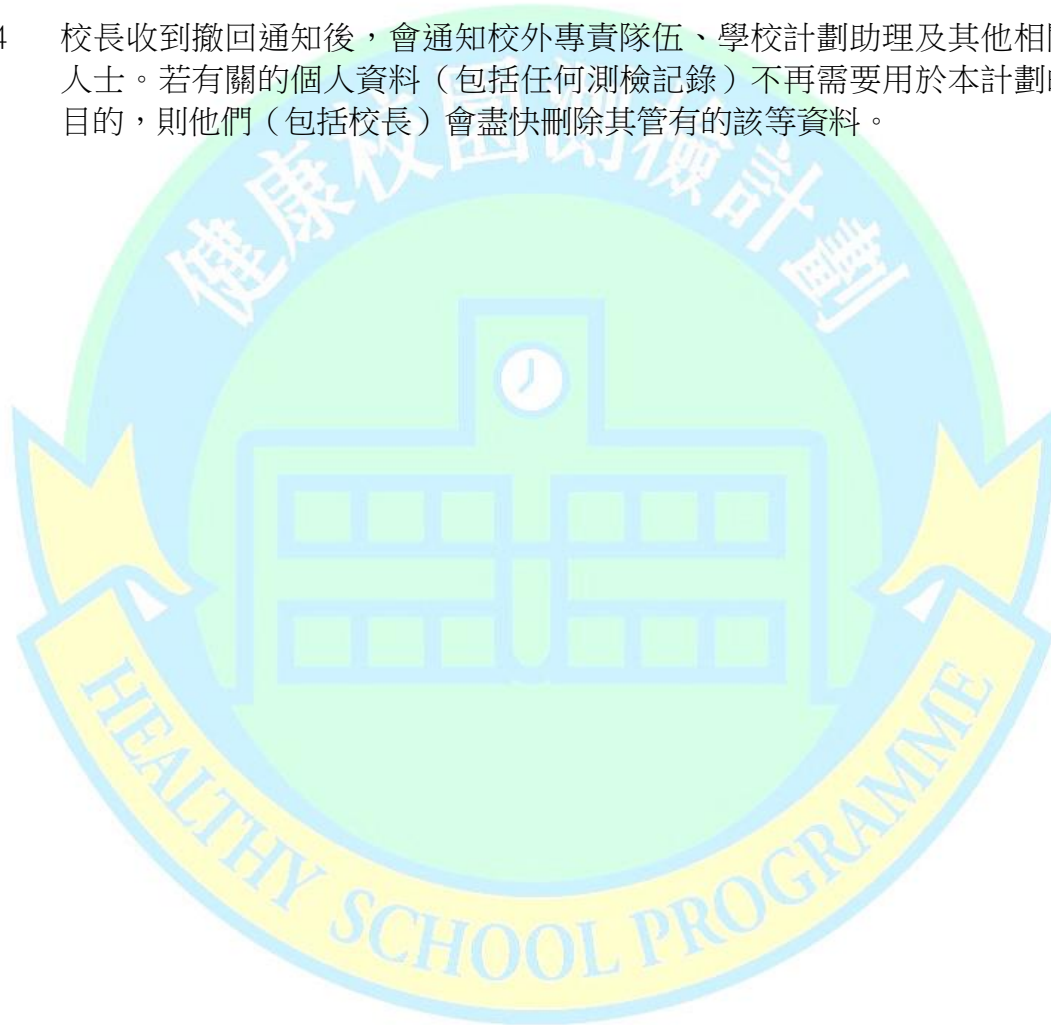 4 校長收到撤回通知後，會通知校外專責隊伍、學校計劃助理及其他相
人士。若有關的個人資料（包括任何測檢記錄）不再需要用於本計劃
目的，則他們（包括校長）會盡快刪除其管有的該等資料。
健康校園測檢計劃
HEALTHY SCHOOL PROGRAMME